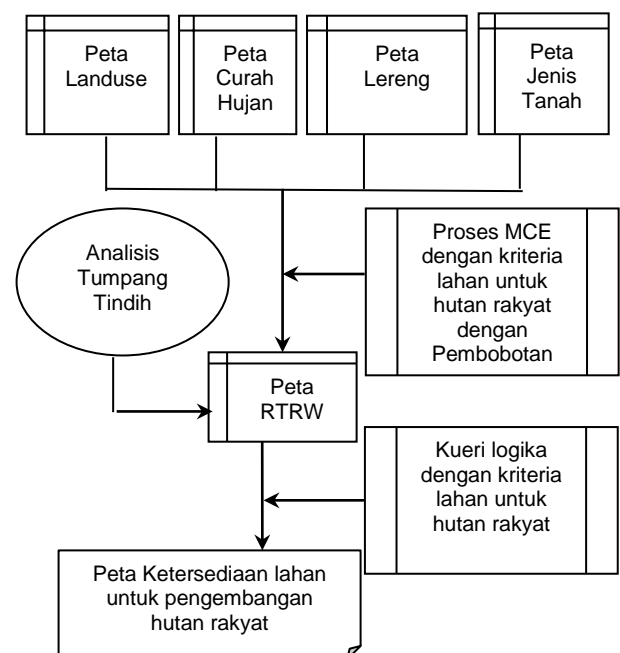 Peta
Landuse
Peta
Curah
Hujan
Peta
Lereng
Peta
Jenis
Tanah
Analisis
Tumpang
Tindih
Proses MCE
dengan kriteria
lahan untuk
hutan rakyat
dengan
Pembobotan
Peta
RTRW
Kueri logika
dengan kriteria
lahan untuk
hutan rakyat
Peta Ketersediaan lahan
untuk pengembangan
hutan rakyat